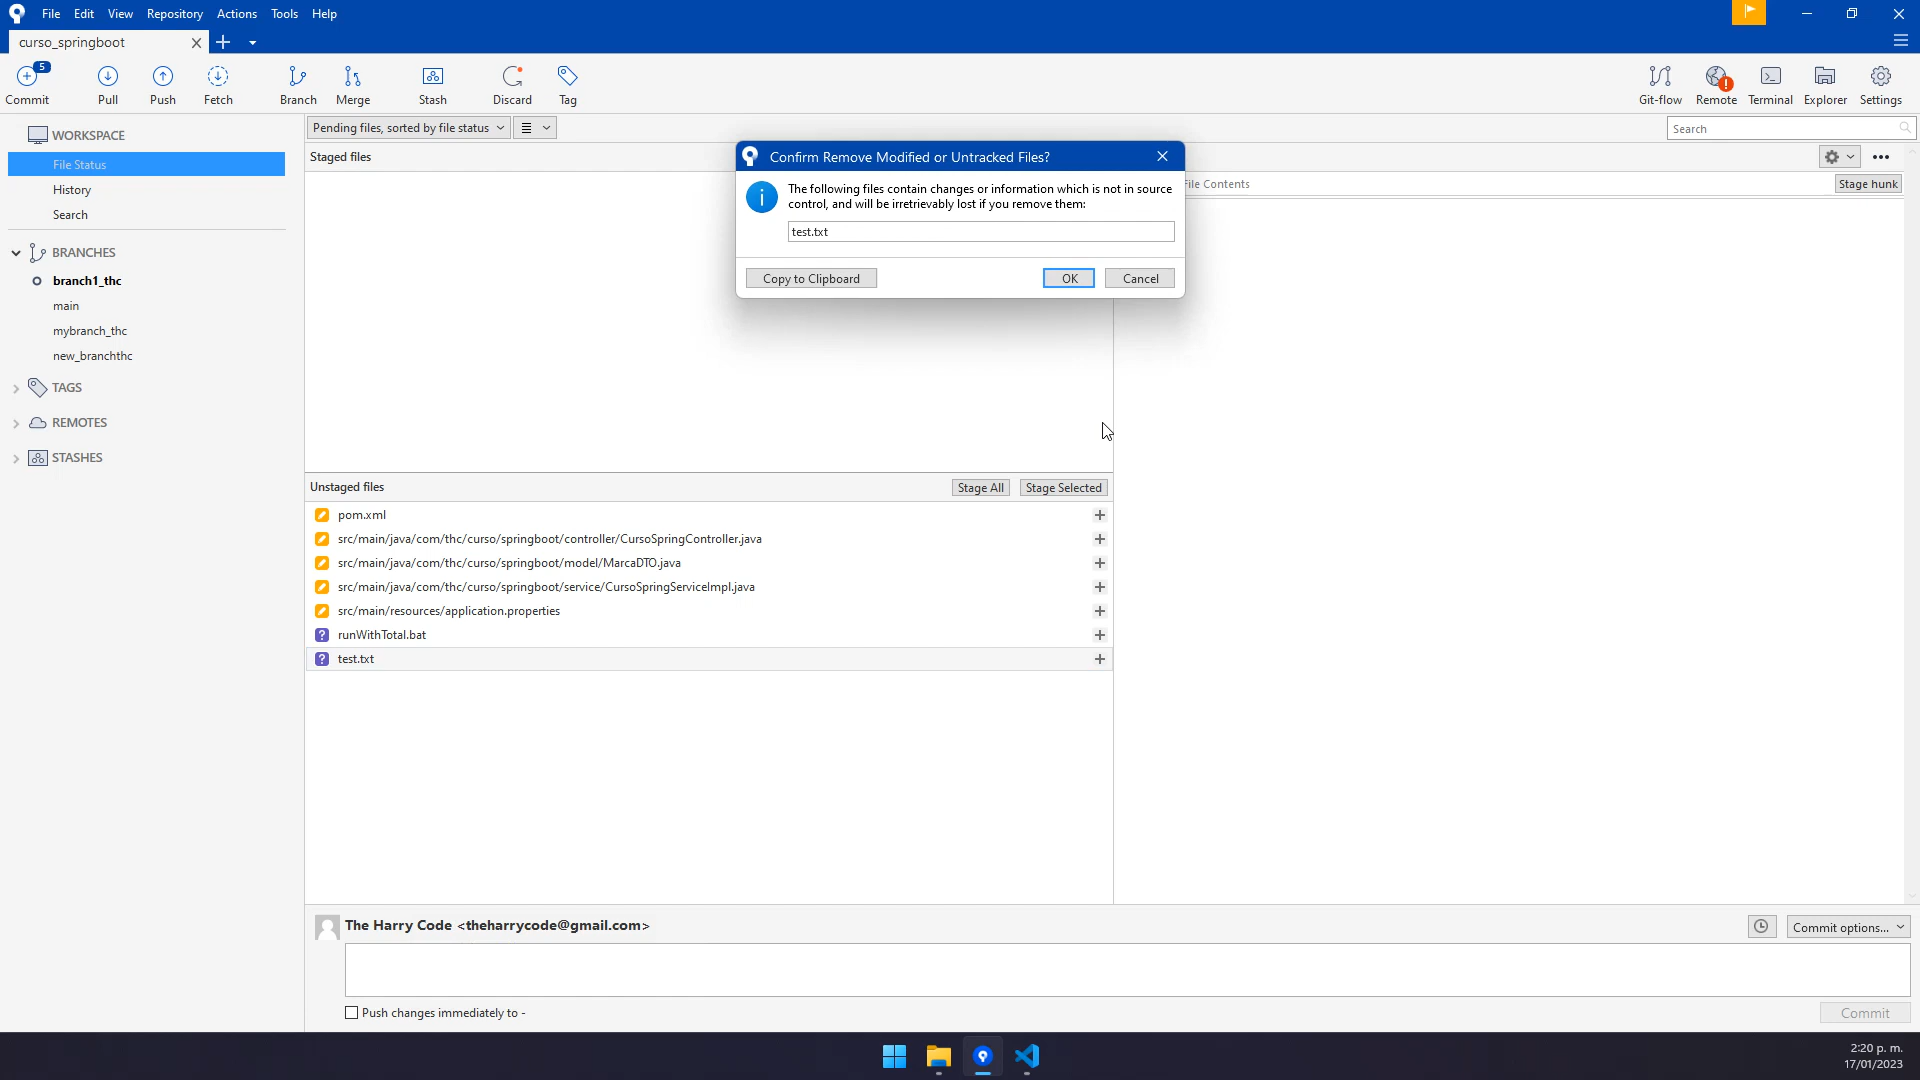 File Edit View Repository Actions Tools Help
curso_springboot
5
Commit Pull Push Fetch Branch Merge Stash Discard Tag Git-flow Remote Terminal Explorer Settings
WORKSPACE
File Status
History
Search
BRANCHES
branch1_thc
main
mybranch_thc
new_branchthc
TAGS
REMOTES
STASHES
Pending files, sorted by file status
Search
Staged files
File Contents
Stage hunk
Confirm Remove Modified or Untracked Files?
The following files contain changes or information which is not in source
control, and will be irretrievably lost if you remove them:
test.txt
Copy to Clipboard OK Cancel
Unstaged files Stage All Stage Selected
pom.xml
src/main/java/com/thc/curso/springboot/controller/CursoSpringController.java
src/main/java/com/thc/curso/springboot/model/MarcaDTO.java
src/main/java/com/thc/curso/springboot/service/CursoSpringServiceImpl.java
src/main/resources/application.properties
runWithTotal.bat
test.txt
The Harry Code <theharrycode@gmail.com>
Commit options...
Push changes immediately to -
Commit
2:20 p. m.
17/01/2023